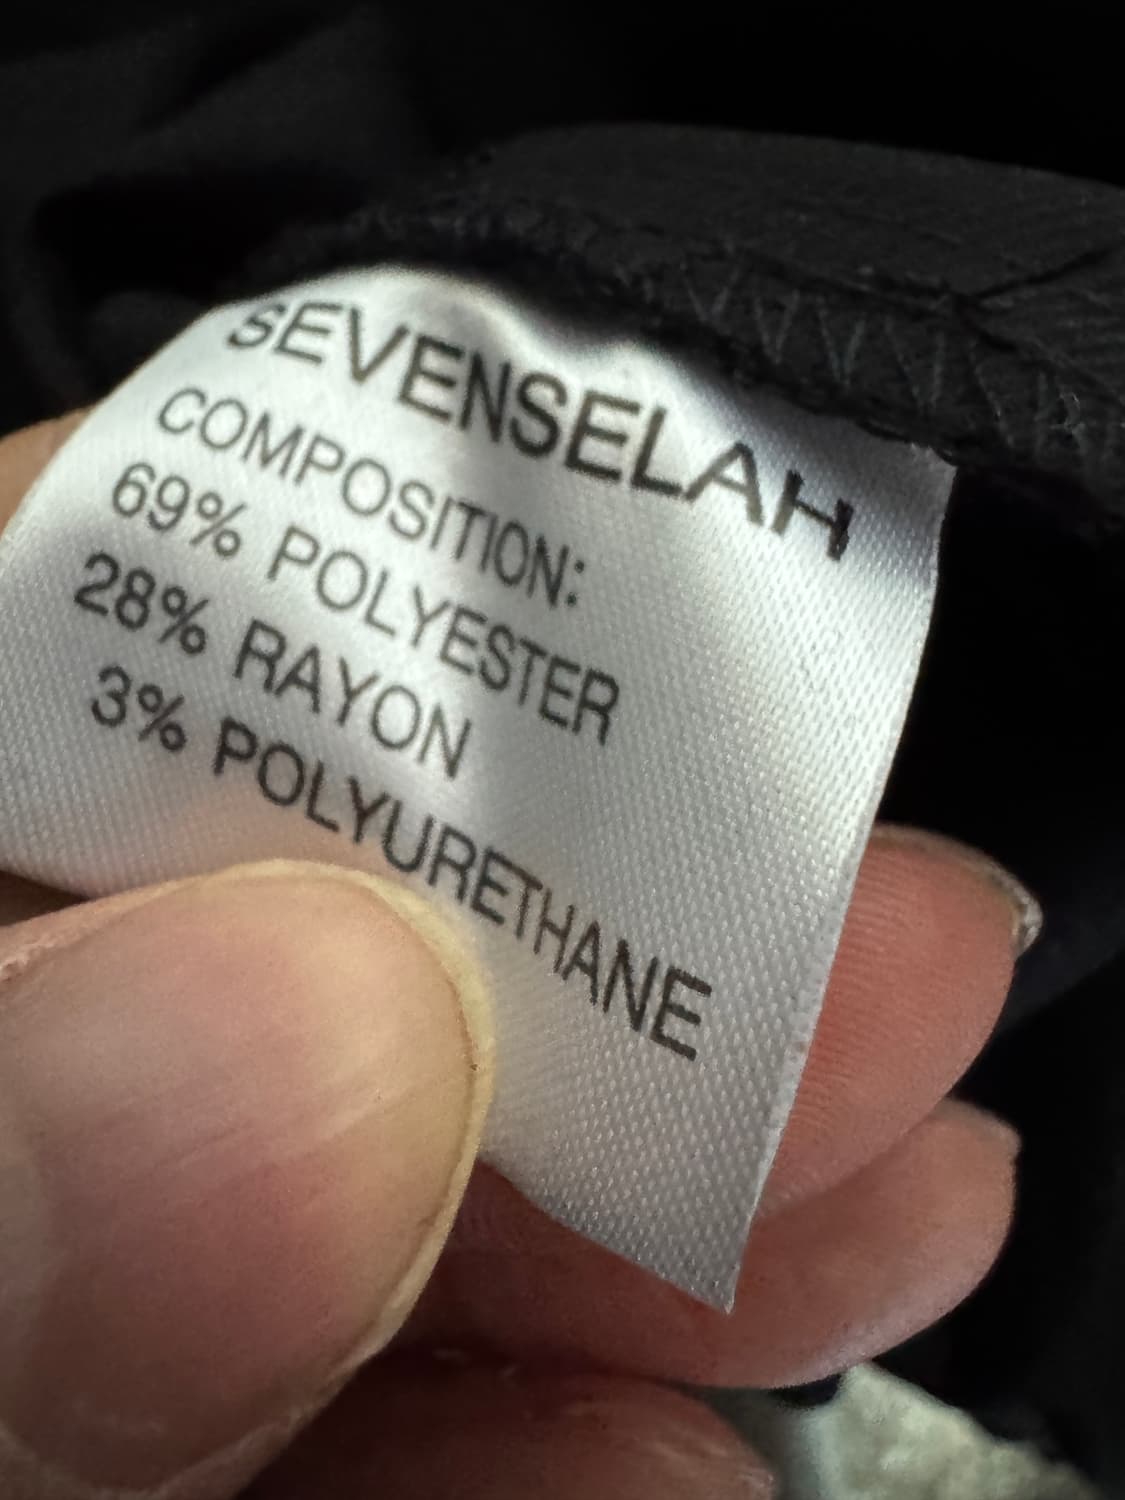 SEVENSELAH
COMPOSITION:
69% POLYESTER
28% RAYON
3% POLYURETHANE